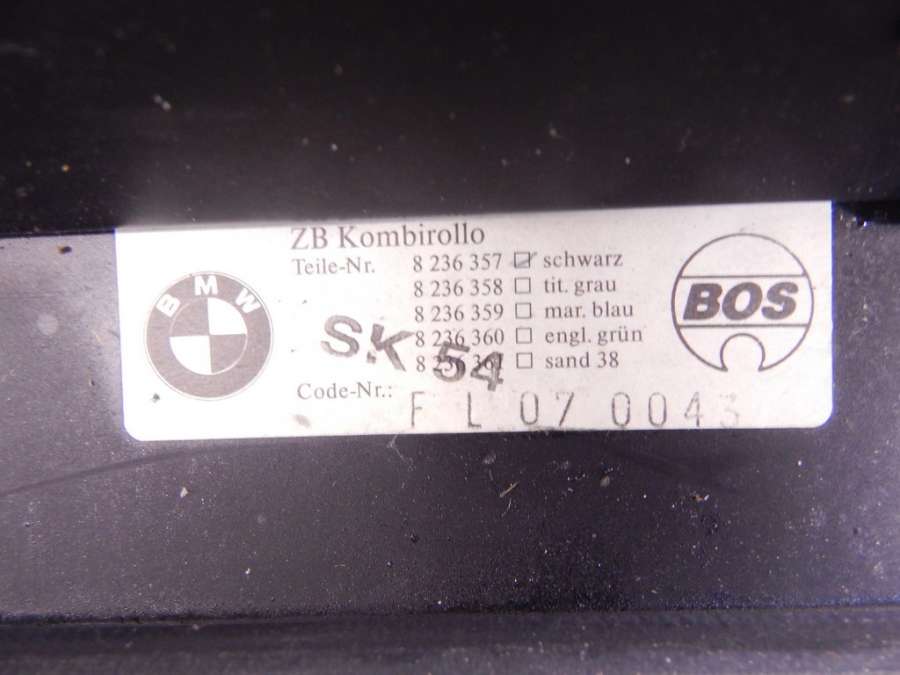 ZB Kombirollo
Teile-Nr. 8 236 357 schwarz
8 236 358 tit. grau
8 236 359 mar. blau
8 236 360 engl. grün
sand 38
SK 54
Code-Nr.: FL 07 0043
BMW
BOS